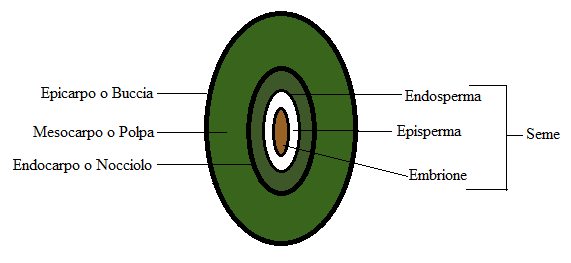 Epicarpo o Buccia
Mesocarpo o Polpa
Endocarpo o Nocciolo
Endosperma
Episperma
Embrione
Seme